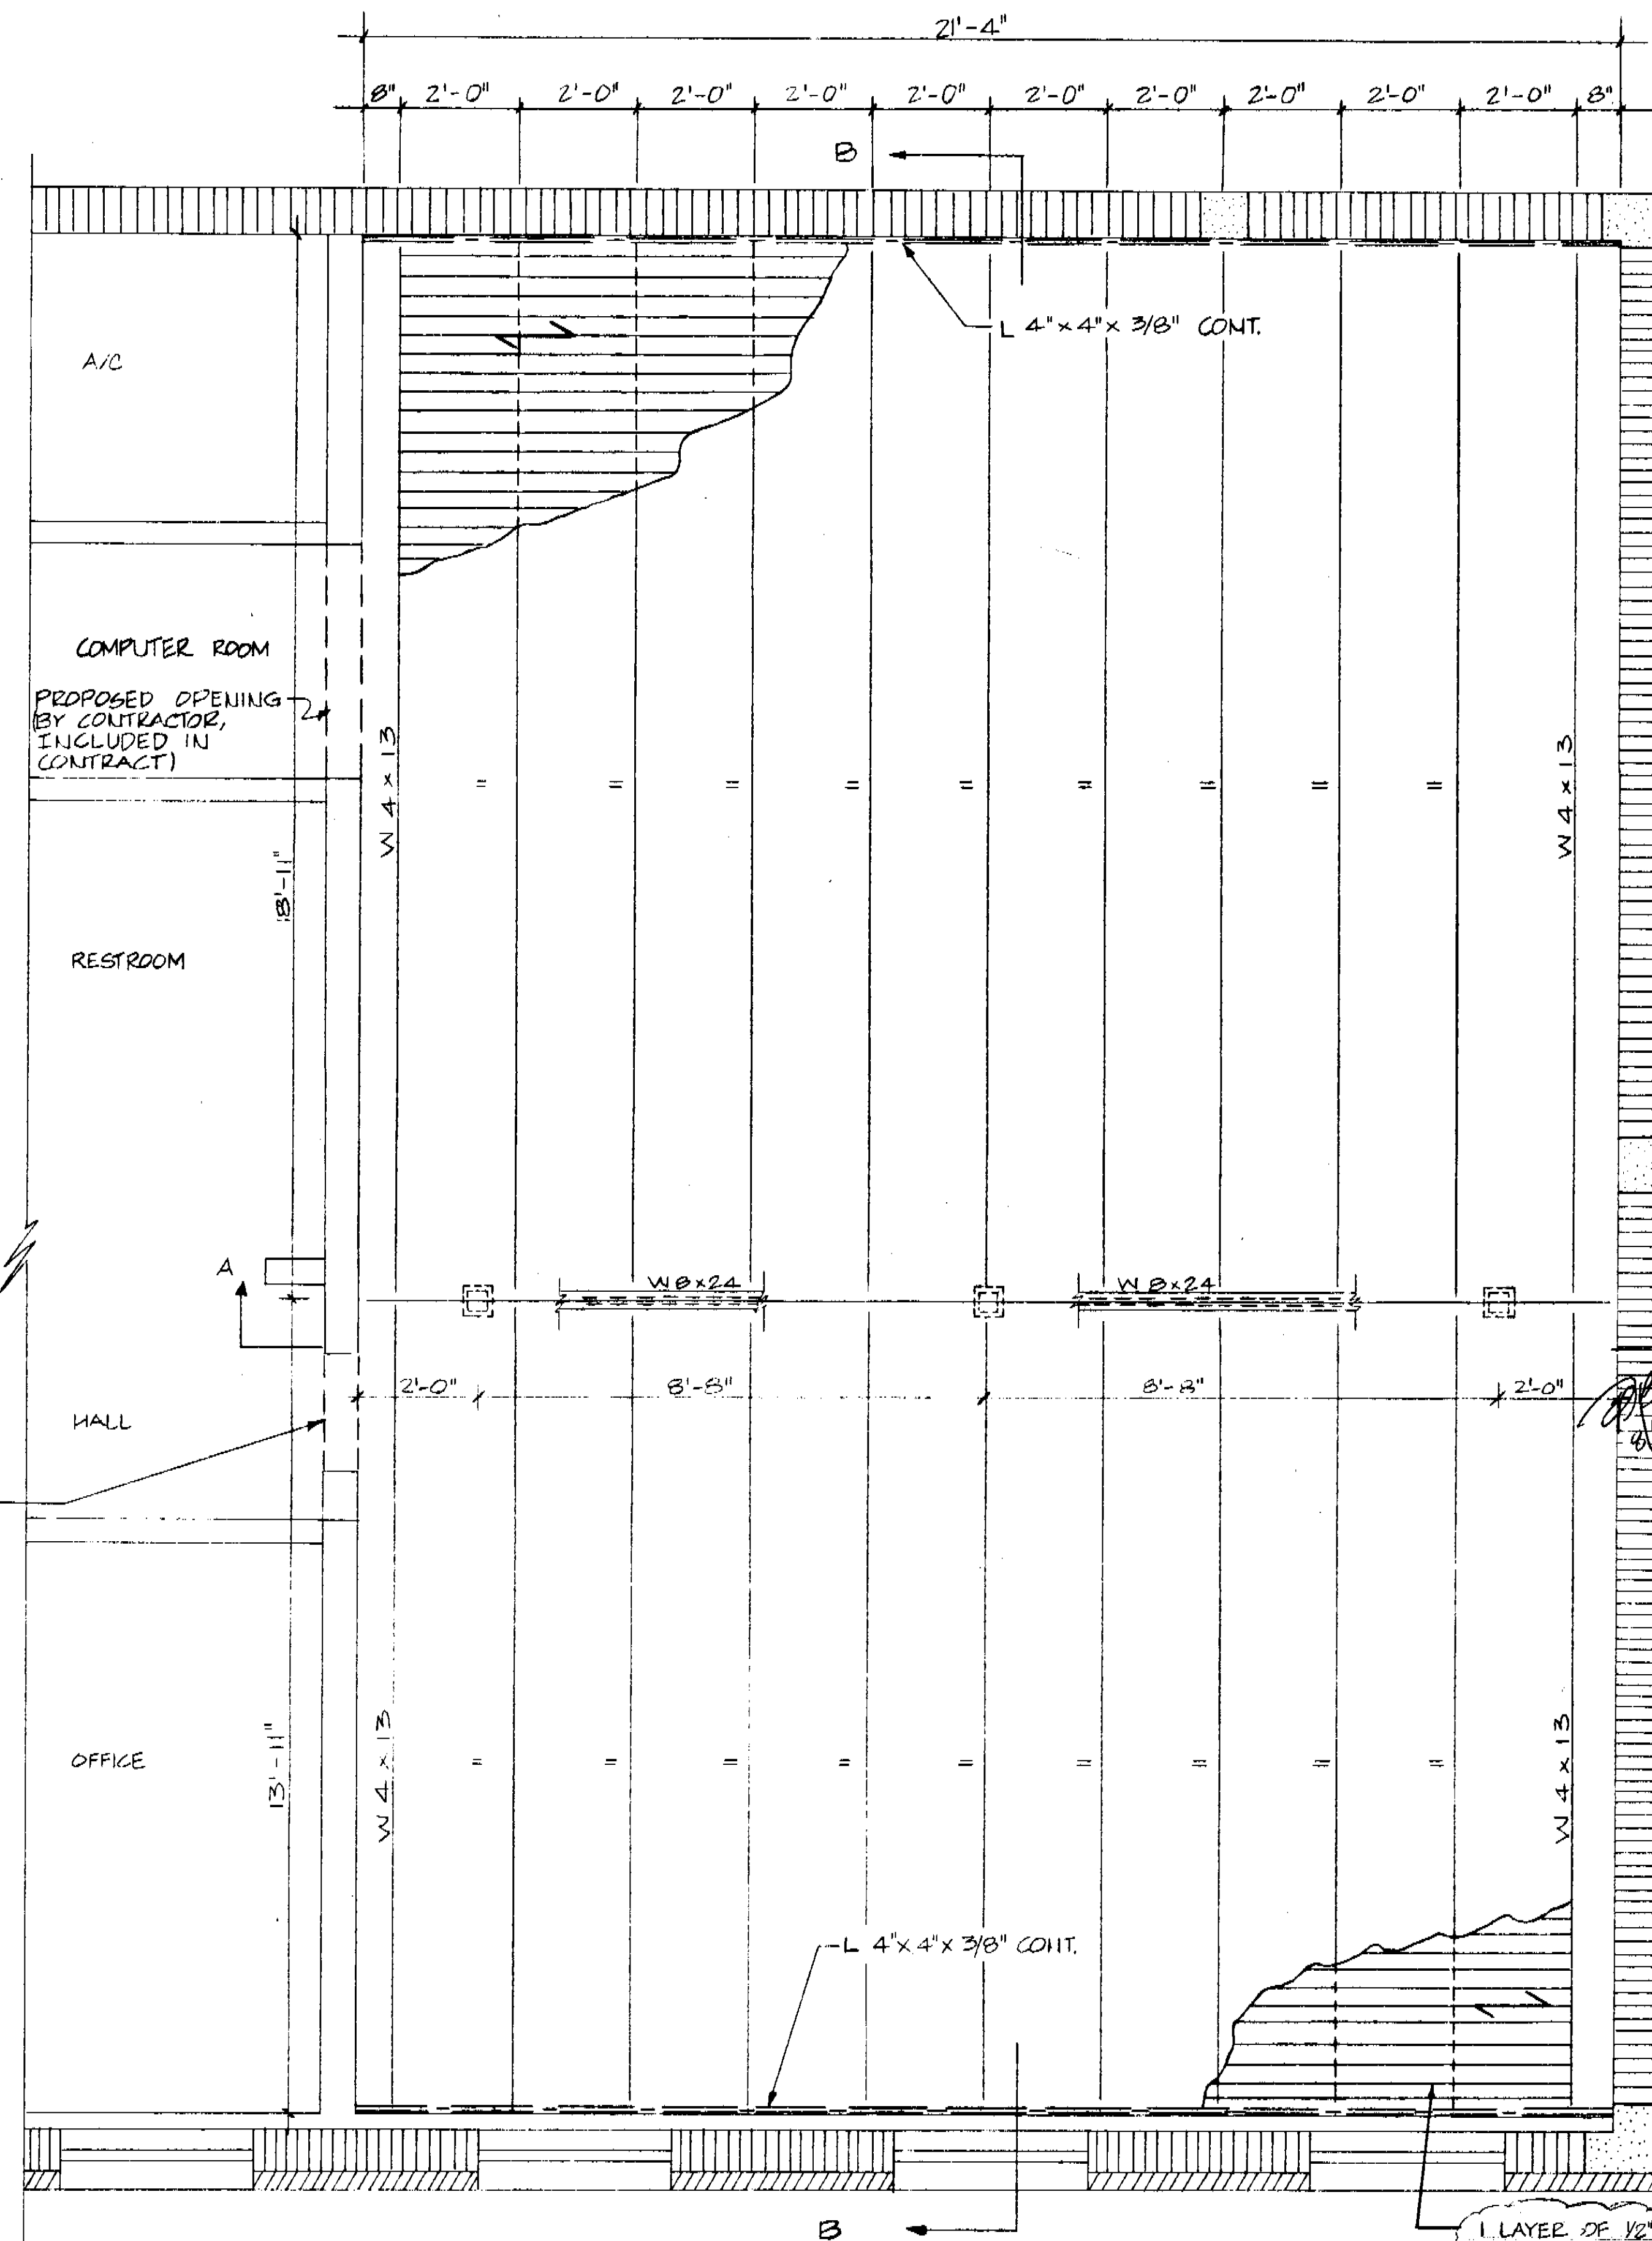 21'-4"
8" 2'-0" 2'-0" 2'-0" 2'-0" 2'-0" 2'-0" 2'-0" 2'-0" 2'-0" 2'-0" 8"
B
L 4"x4"x 3/8" CONT.
A/C
COMPUTER ROOM
PROPOSED OPENING
(BY CONTRACTOR,
INCLUDED IN
CONTRACT)
W 4 x 13
= = = = = = = = =
W 4 x 13
18'-11"
RESTROOM
A
W 8x24
W 8x24
2'-0" 8'-8" 8'-8" 2'-0"
HALL
OFFICE
13'-11"
W 4 x 13
= = = = = = = = =
W 4 x 13
L 4"x 4"x 3/8" CONT.
B
1 LAYER OF 1/2"